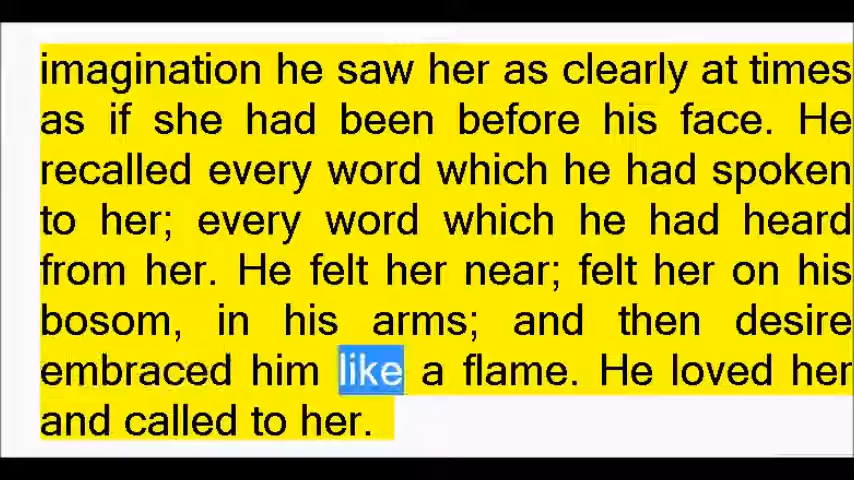 imagination he saw her as clearly at times
as if she had been before his face. He
recalled every word which he had spoken
to her; every word which he had heard
from her. He felt her near; felt her on his
bosom, in his arms; and then desire
embraced him like a flame. He loved her
and called to her.